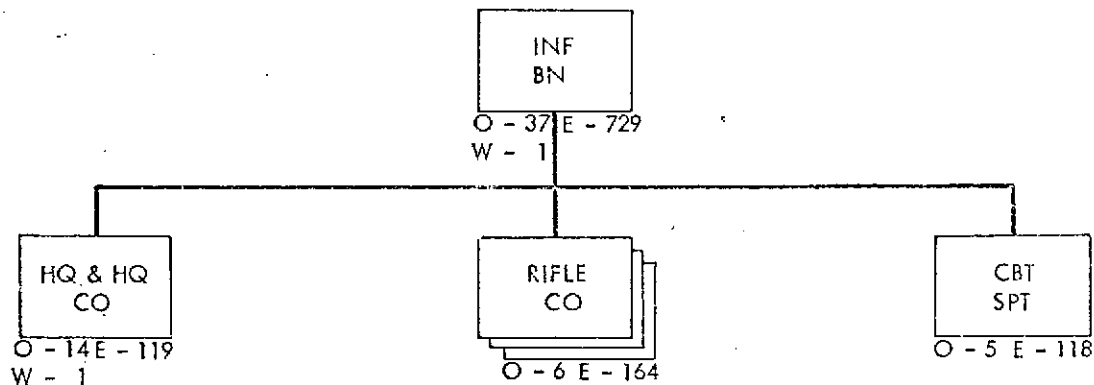 INF
BN
O - 37 E - 729
W - 1
HQ & HQ
CO
O - 14 E - 119
W - 1
RIFLE
CO
O - 6 E - 164
CBT
SPT
O - 5 E - 118